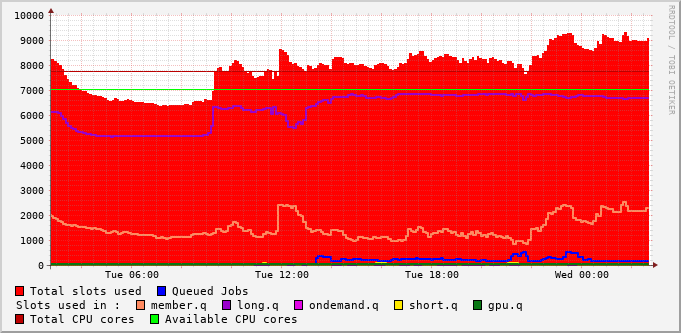 10000
9000
8000
7000
6000
5000
4000
3000
2000
1000
0
Tue 06:00 Tue 12:00 Tue 18:00 Wed 00:00
RRDTOOL / TOBI OETIKER
Total slots used Queued Jobs
Slots used in : member.q long.q ondemand.q short.q gpu.q
Total CPU cores Available CPU cores